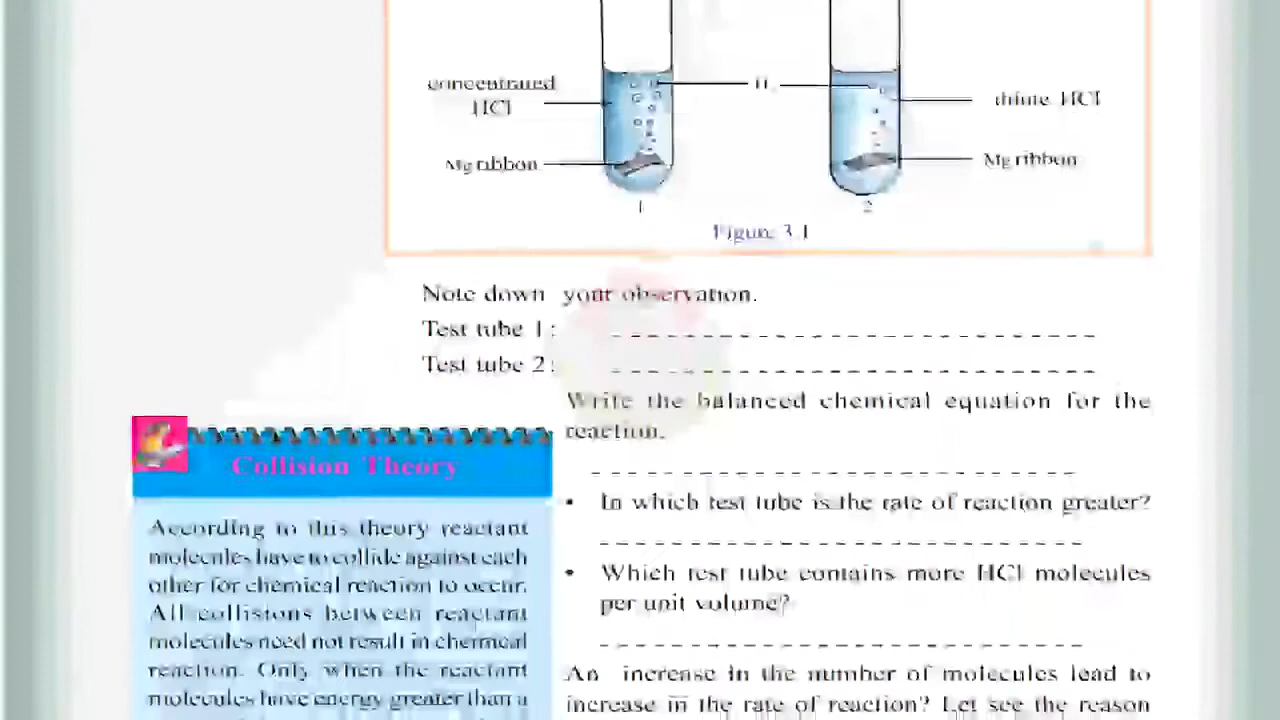 concentrated
HCl
H
dilute HCl
Mg ribbon
Mg ribbon
1
2
Figure 3.1
Note down your observation.
Test tube 1:
Test tube 2:
Write the balanced chemical equation for the
reaction.
• In which test tube is the rate of reaction greater?
• Which test tube contains more HCl molecules
per unit volume?
An increase in the number of molecules lead to
increase in the rate of reaction? Let see the reason
Collision Theory
According to this theory reactant
molecules have to collide against each
other for chemical reaction to occur.
All collisions between reactant
molecules need not result in chemical
reaction. Only when the reactant
molecules have energy greater than a